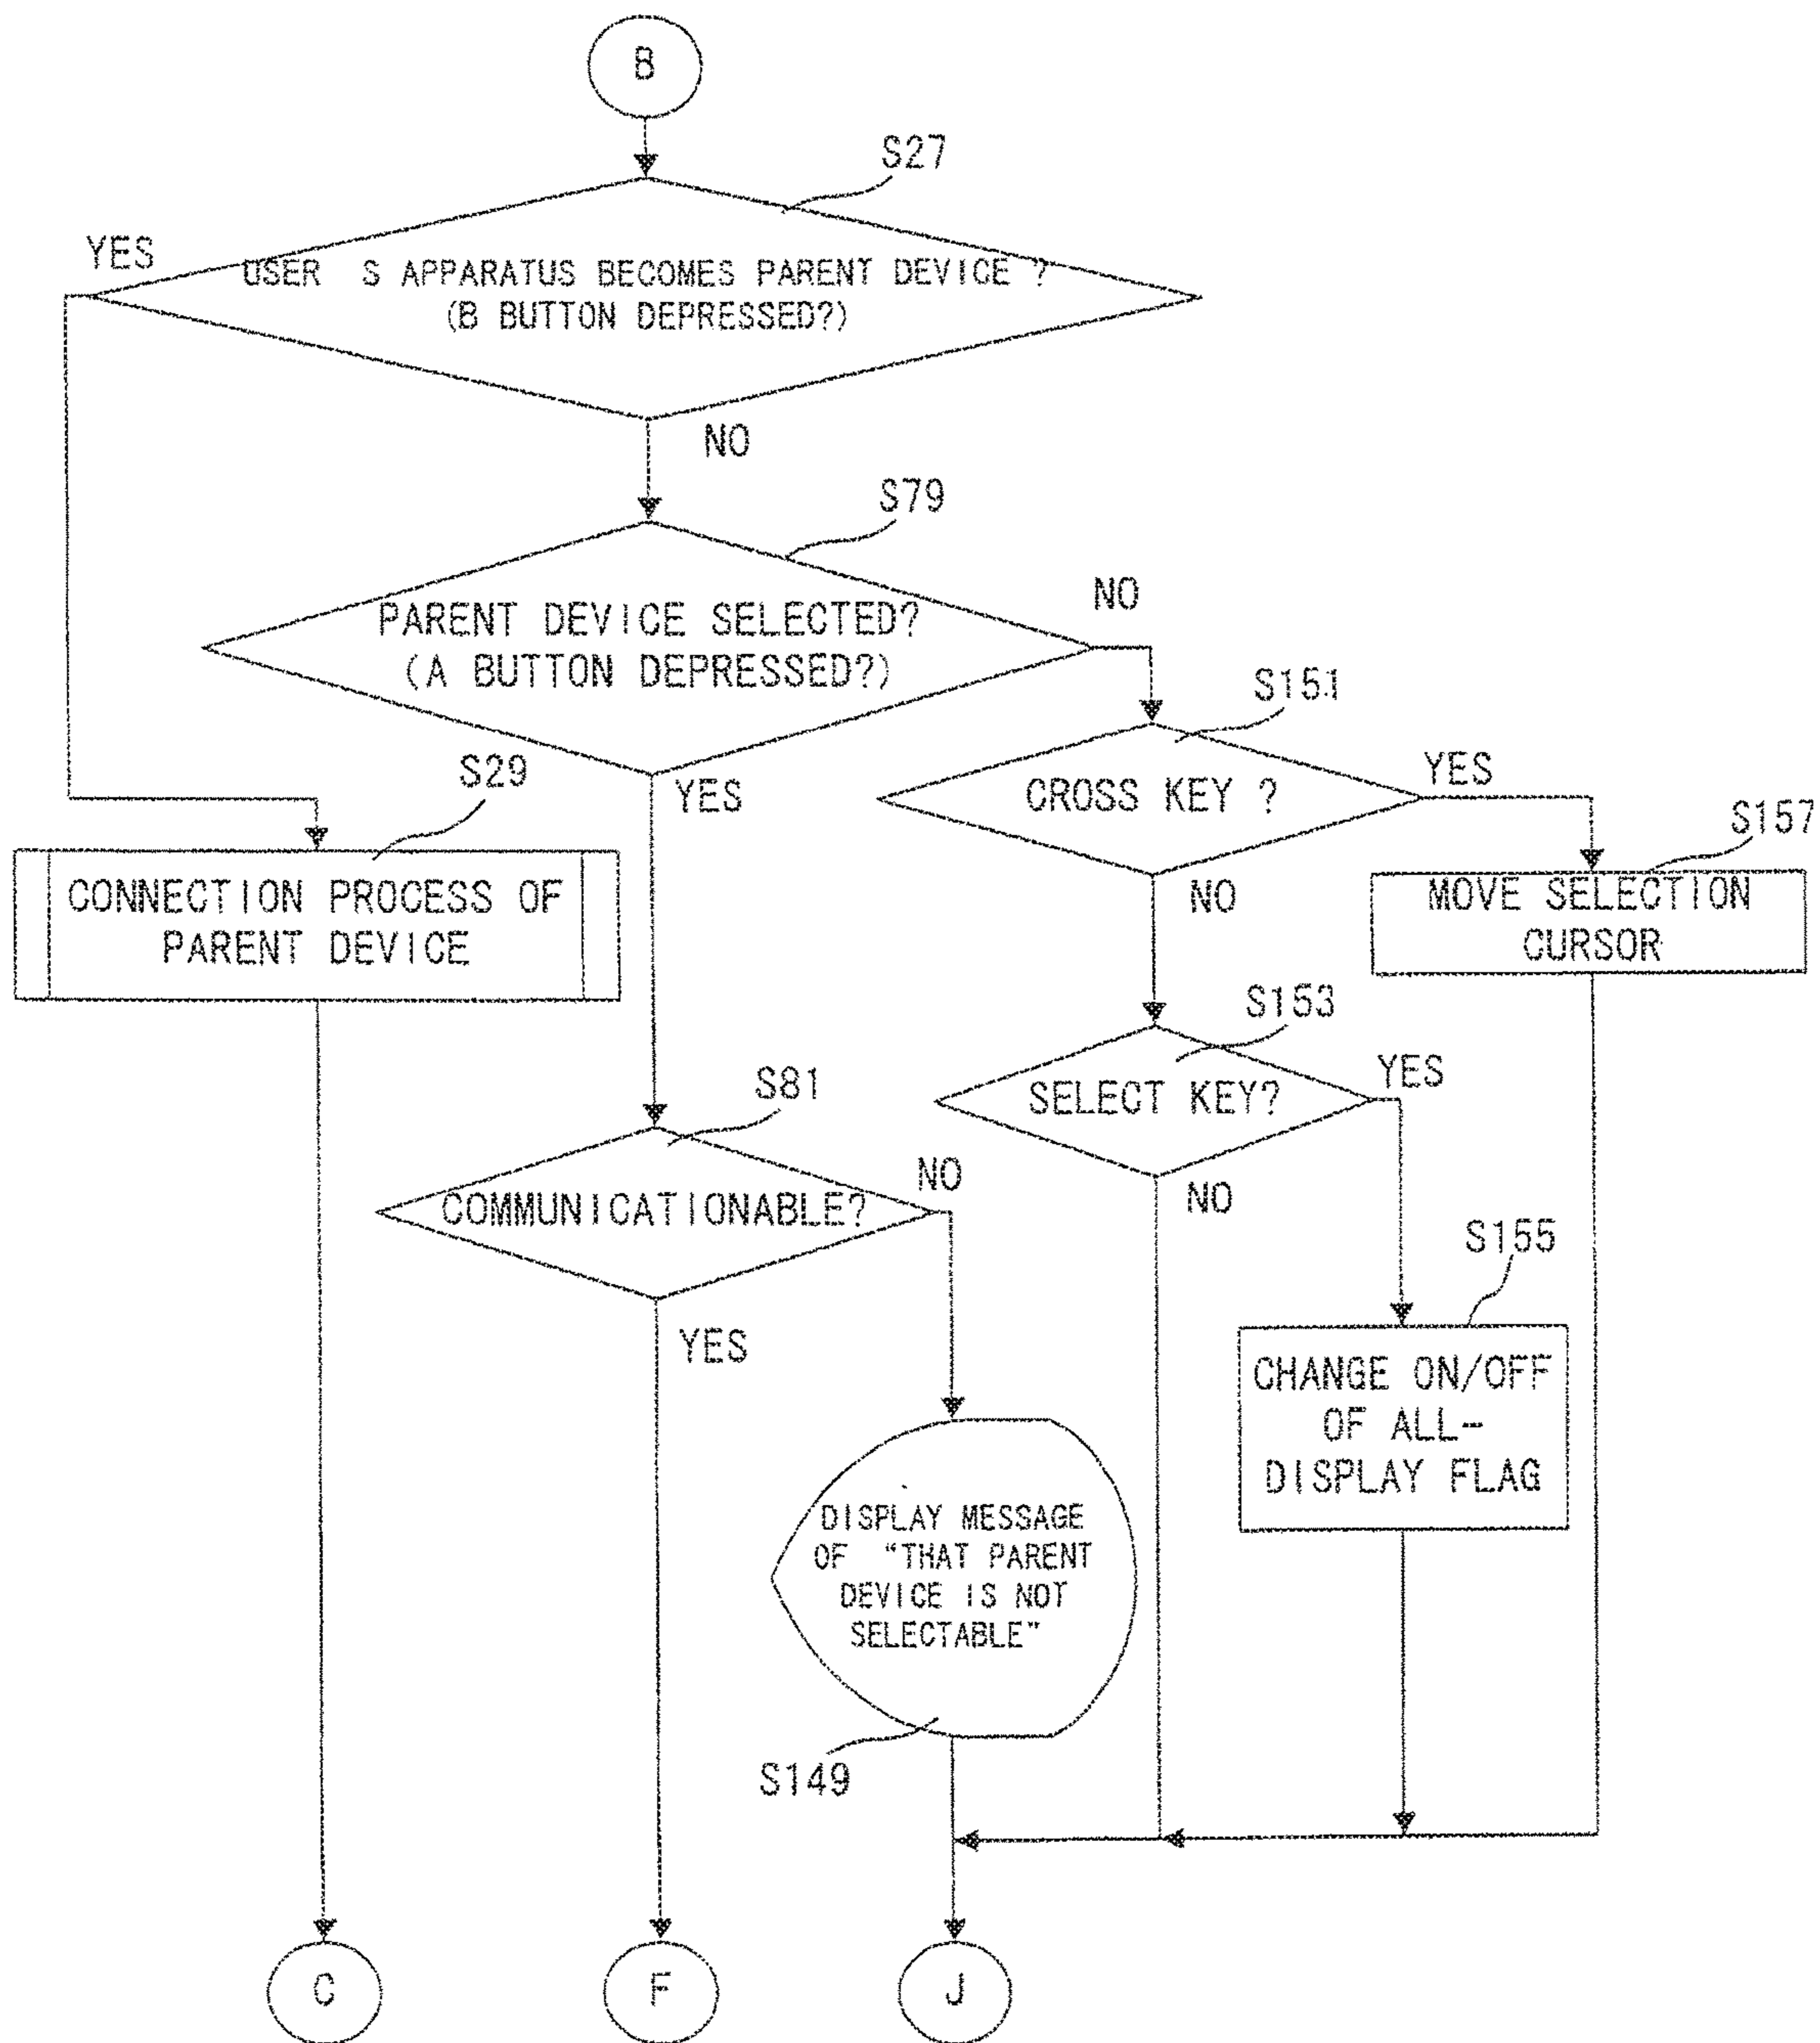 B
S27
YES
USER S APPARATUS BECOMES PARENT DEVICE ?
(B BUTTON DEPRESSED?)
NO
S79
PARENT DEVICE SELECTED?
(A BUTTON DEPRESSED?)
NO
YES
S151
CROSS KEY ?
YES
NO
S29
CONNECTION PROCESS OF
PARENT DEVICE
S157
MOVE SELECTION
CURSOR
S153
SELECT KEY?
YES
NO
S81
COMMUNICATIONABLE?
NO
YES
S155
CHANGE ON/OFF
OF ALL-
DISPLAY FLAG
DISPLAY MESSAGE
OF "THAT PARENT
DEVICE IS NOT
SELECTABLE"
S149
C
F
J